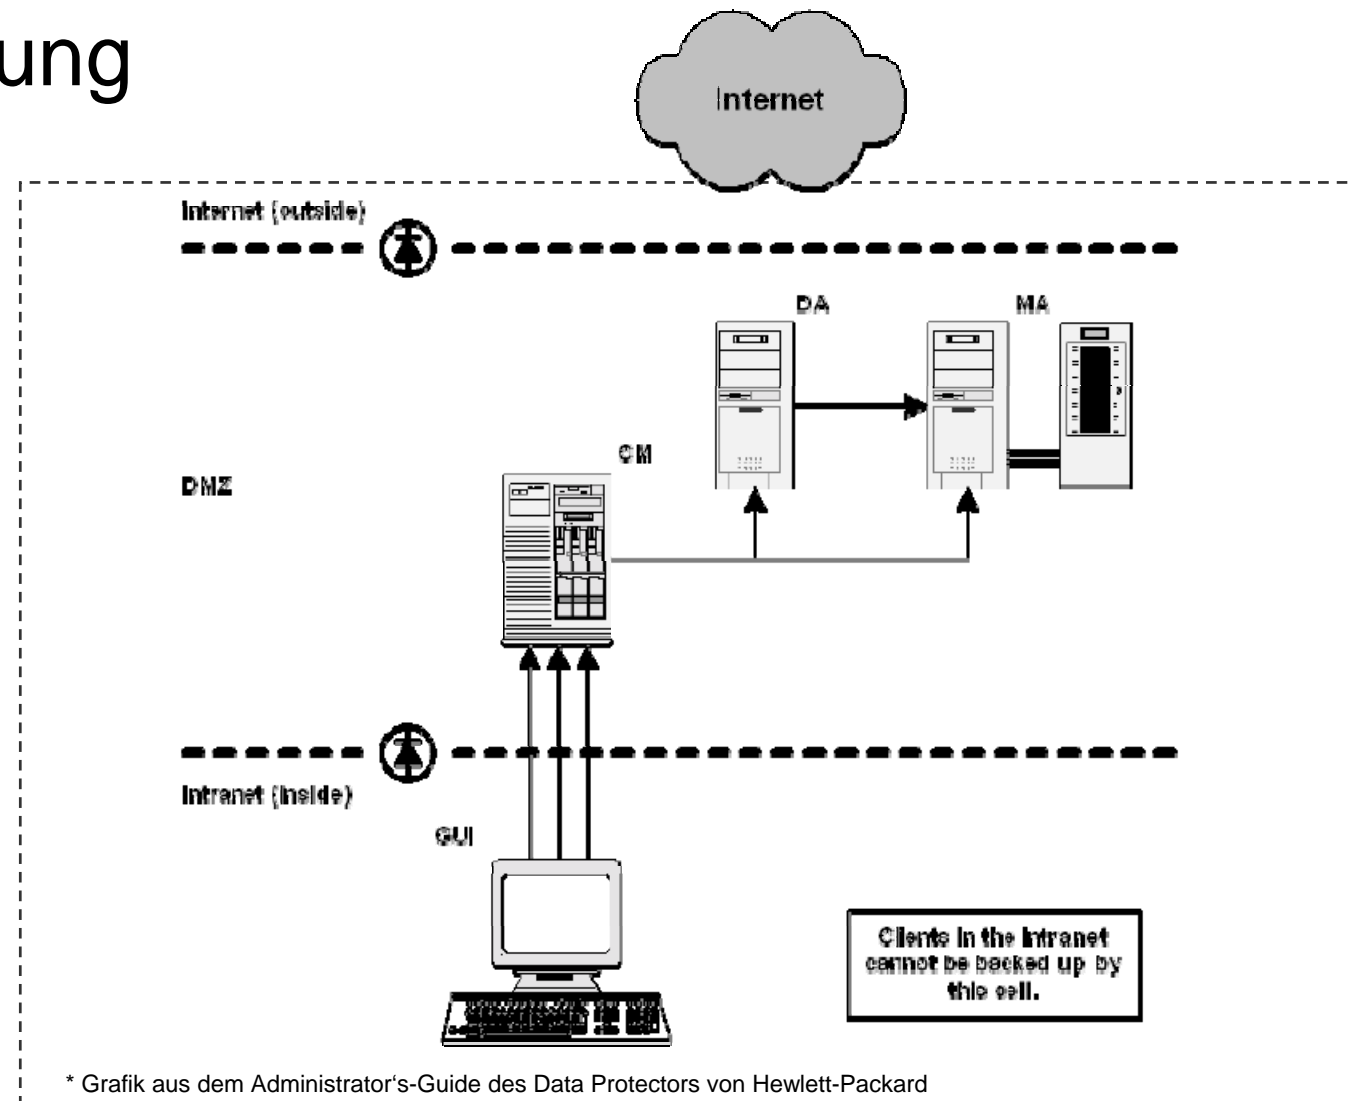 ung
Internet
Internet (outside)
DA
MA
CM
DMZ
Intranet (inside)
GUI
Clients in the Intranet
cannot be backed up by
this cell.
* Grafik aus dem Administrator‘s-Guide des Data Protectors von Hewlett-Packard